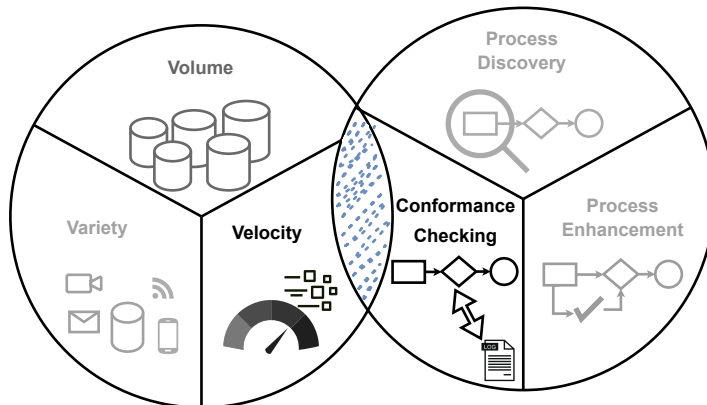 Volume
Variety
Velocity
Process
Discovery
Conformance
Checking
LOG
Process
Enhancement